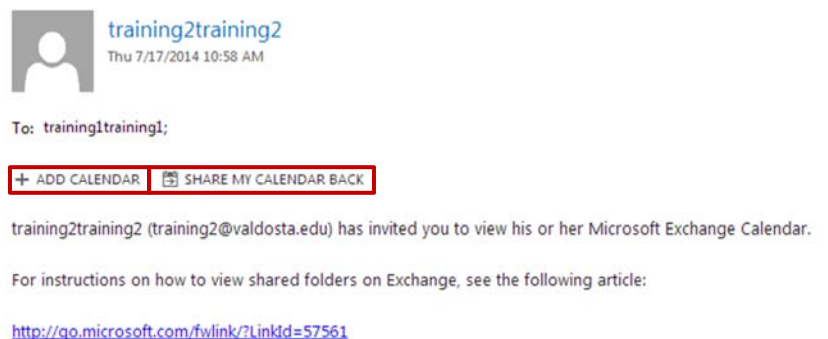 training2training2
Thu 7/17/2014 10:58 AM
To: training1training1;
+ ADD CALENDAR SHARE MY CALENDAR BACK
training2training2 (training2@valdosta.edu) has invited you to view his or her Microsoft Exchange Calendar.
For instructions on how to view shared folders on Exchange, see the following article:
http://go.microsoft.com/fwlink/?LinkId=57561